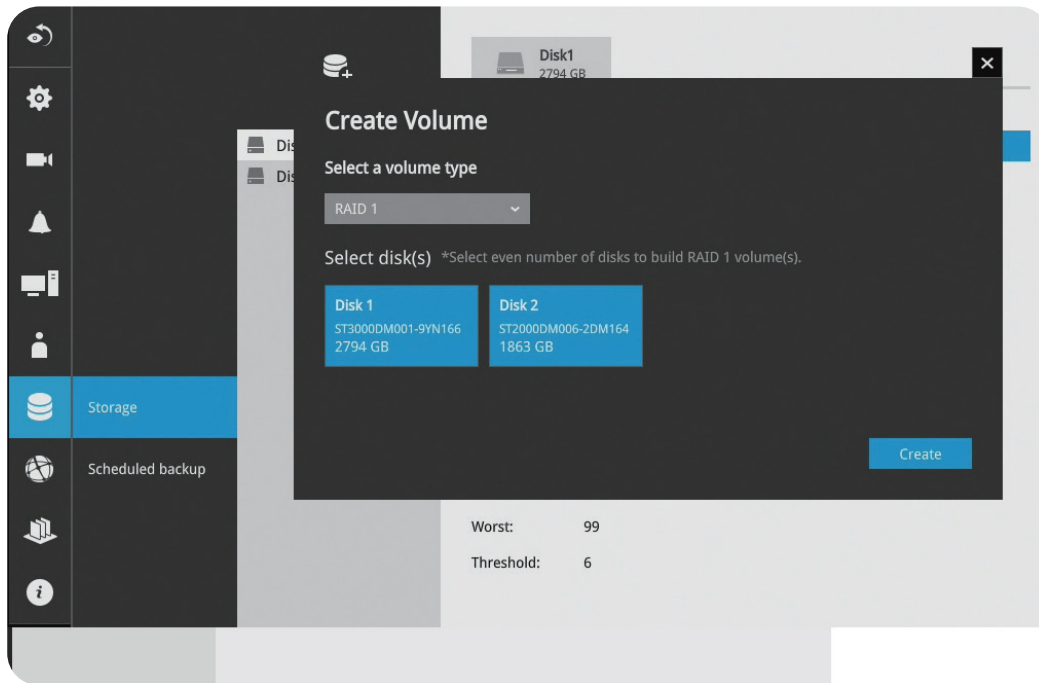 Disk1
2794 GB
Create Volume
Dis
Dis
Select a volume type
RAID 1
Select disk(s) *Select even number of disks to build RAID 1 volume(s).
Disk 1
ST3000DM001-9YN166
2794 GB
Disk 2
ST2000DM006-2DM164
1863 GB
Storage
Create
Scheduled backup
Worst: 99
Threshold: 6